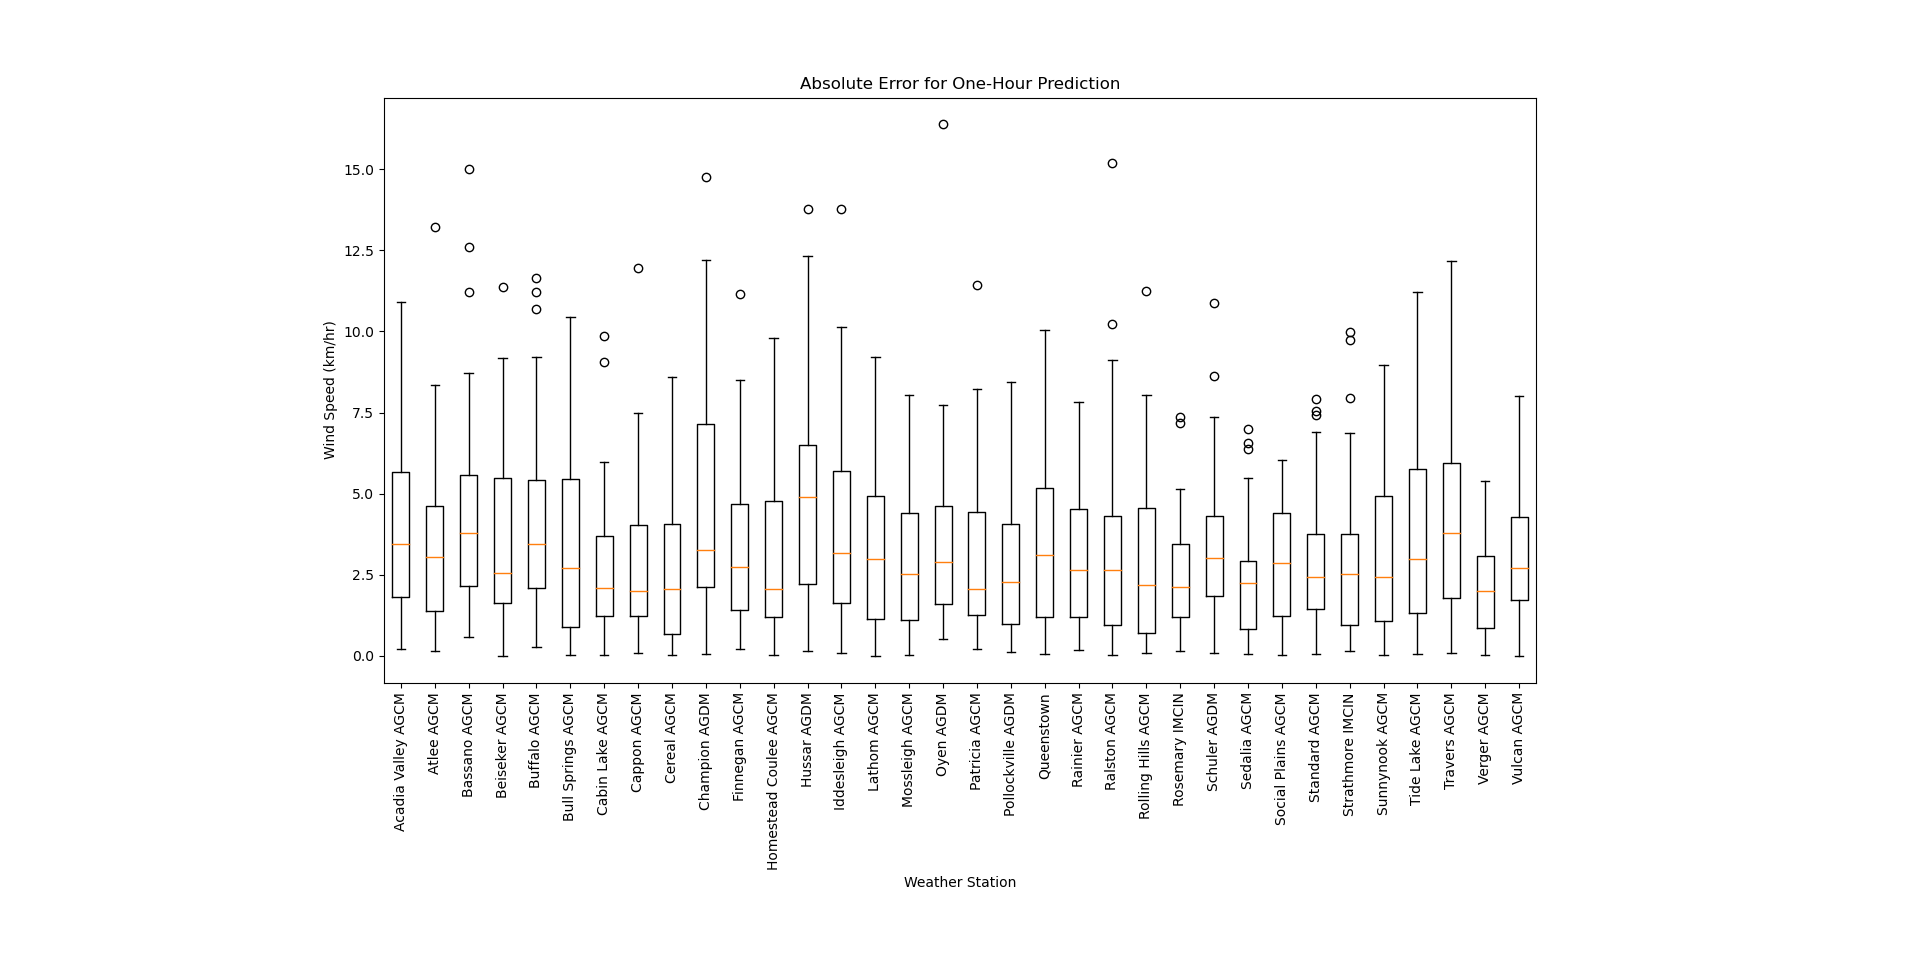 Absolute Error for One-Hour Prediction
Wind Speed (km/hr)
15.0
12.5
10.0
7.5
5.0
2.5
0.0
Acadia Valley AGCM
Atlee AGCM
Bassano AGCM
Beiseker AGCM
Buffalo AGCM
Bull Springs AGCM
Cabin Lake AGCM
Cappon AGCM
Cereal AGCM
Champion AGDM
Finnegan AGCM
Homestead Coulee AGCM
Hussar AGDM
Iddesleigh AGCM
Lathom AGCM
Mossleigh AGCM
Oyen AGDM
Patricia AGCM
Pollockville AGDM
Queenstown
Rainier AGCM
Ralston AGCM
Rolling Hills AGCM
Rosemary IMCIN
Schuler AGDM
Sedalia AGCM
Social Plains AGCM
Standard AGCM
Strathmore IMCIN
Sunnynook AGCM
Tide Lake AGCM
Travers AGCM
Verger AGCM
Vulcan AGCM
Weather Station